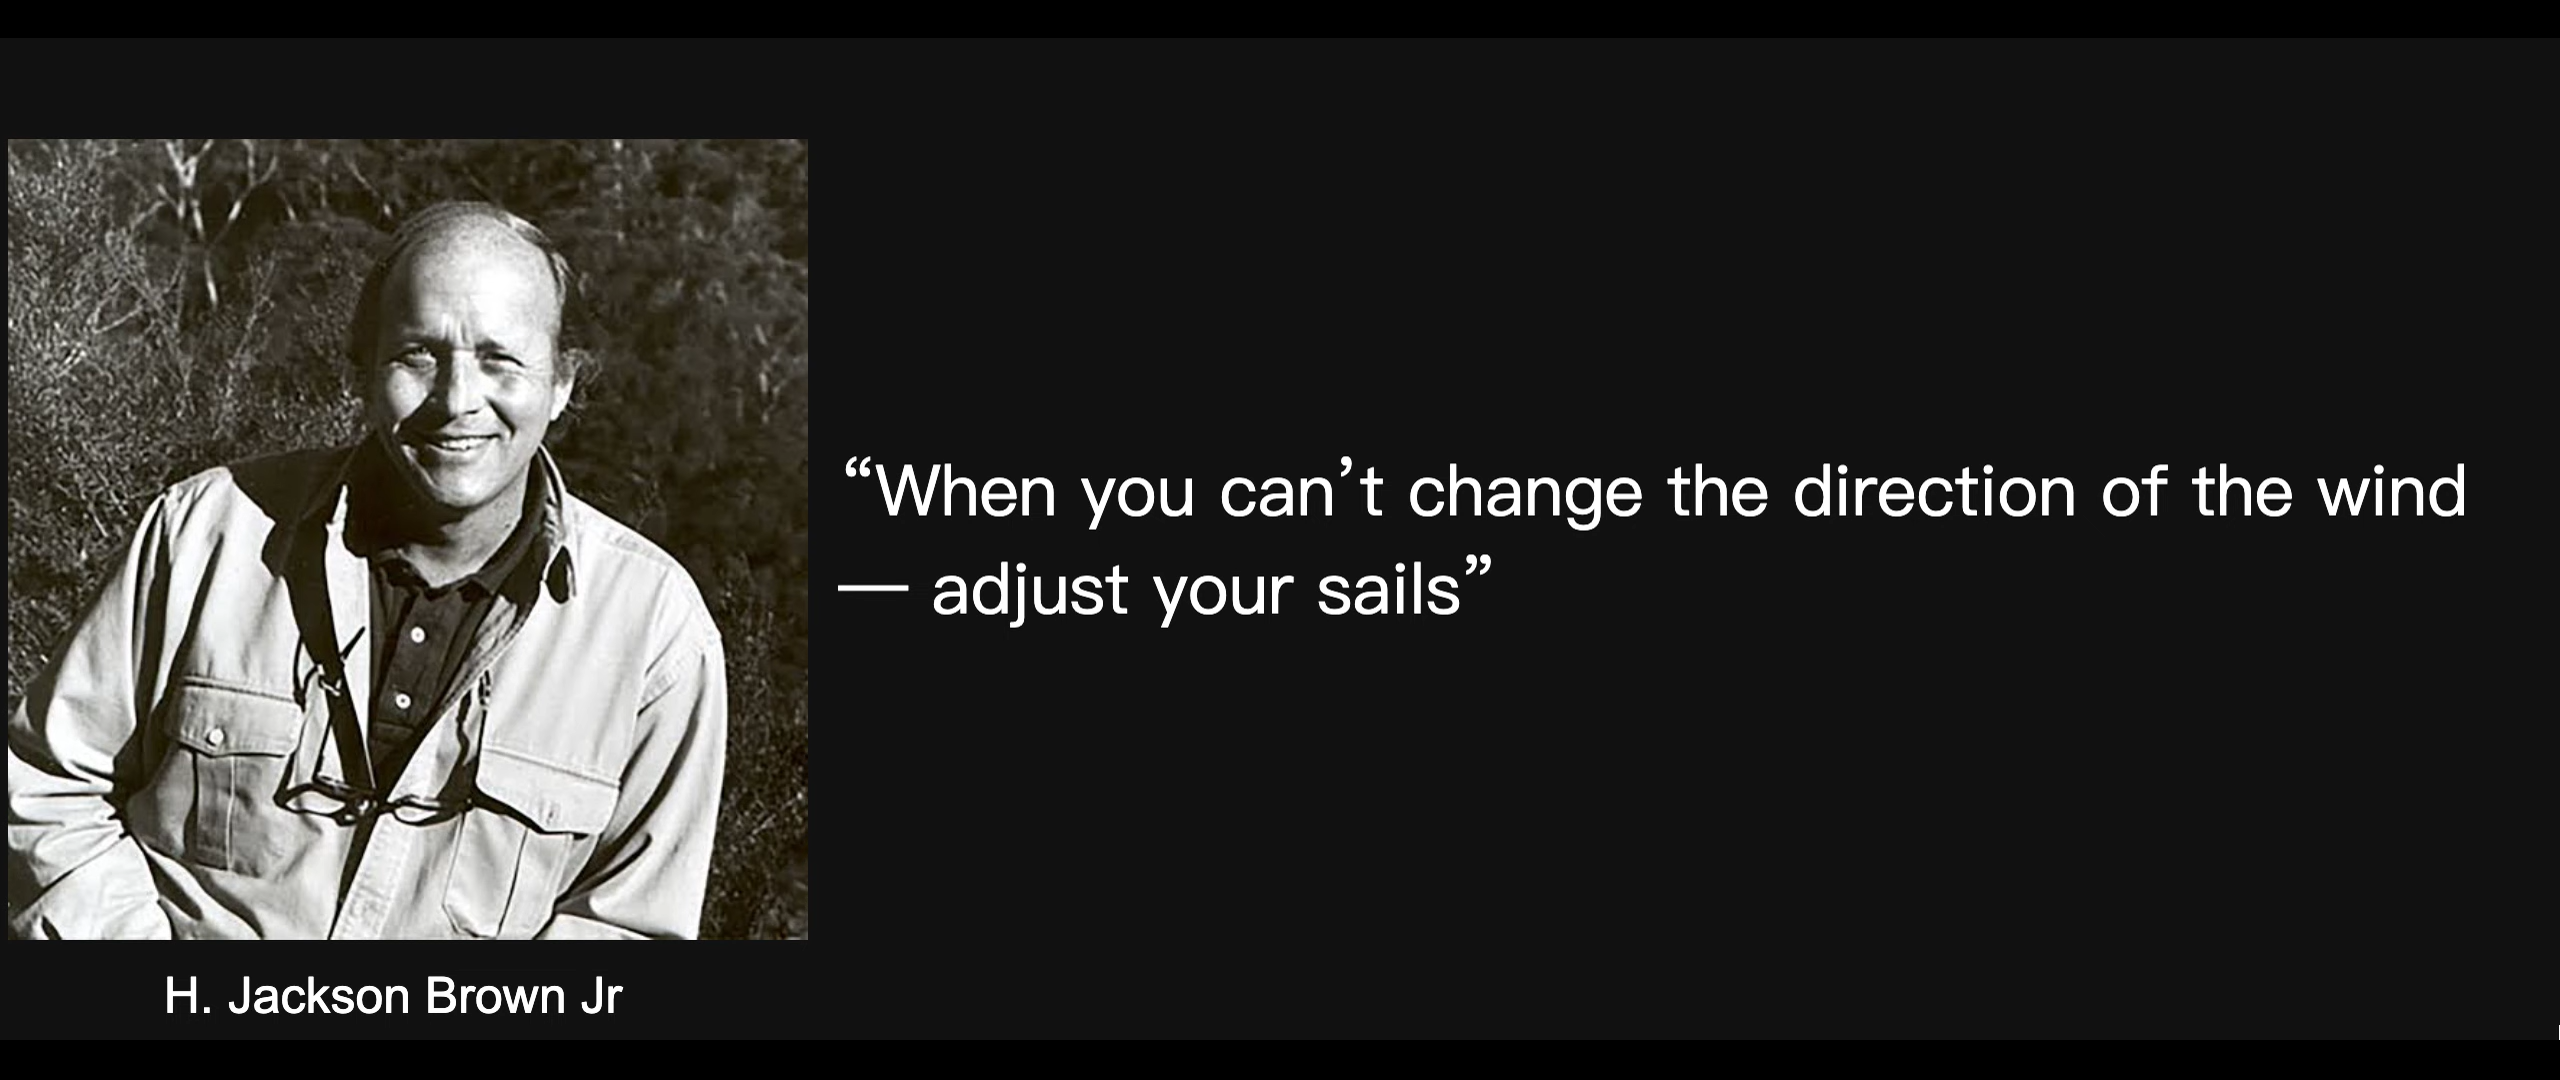 “When you can’t change the direction of the wind
— adjust your sails”
H. Jackson Brown Jr